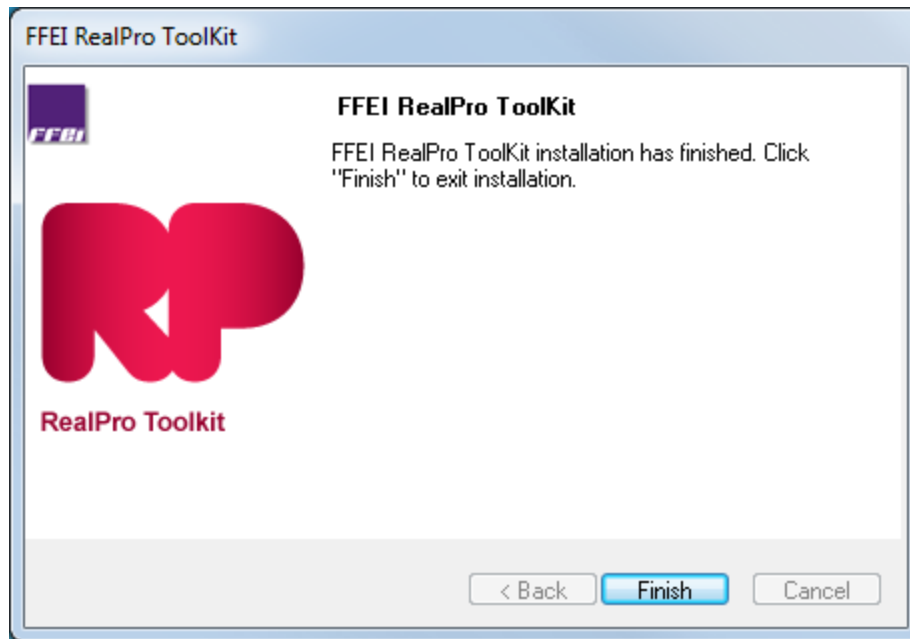 FFEI RealPro ToolKit
FFEI
FFEI RealPro ToolKit
FFEI RealPro ToolKit installation has finished. Click
"Finish" to exit installation.
RP
RealPro Toolkit
< Back
Finish
Cancel